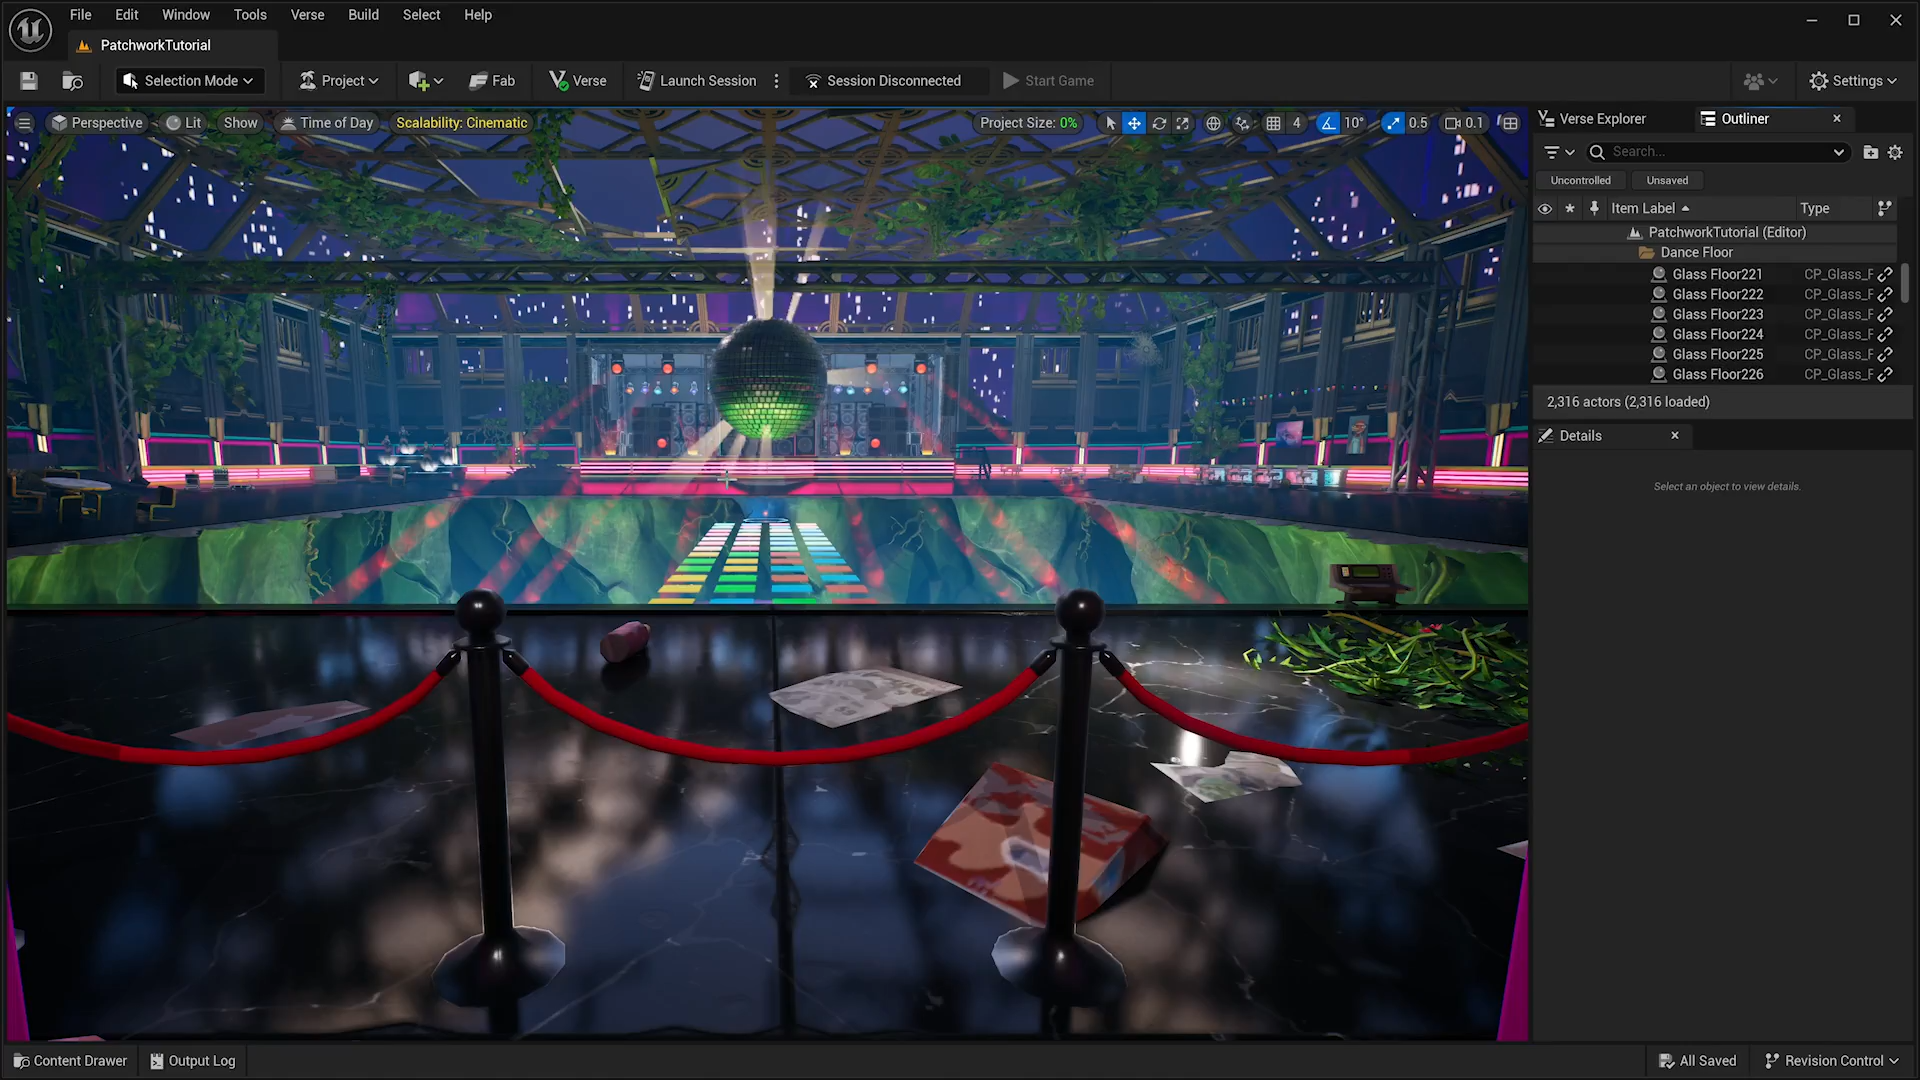 File Edit Window Tools Verse Build Select Help
PatchworkTutorial
Selection Mode Project Fab Verse Launch Session Session Disconnected Start Game Settings
Perspective Lit Show Time of Day Scalability: Cinematic Project Size: 0% 4 10° 0.5 0.1
Verse Explorer Outliner
Search...
Uncontrolled Unsaved
Item Label Type
PatchworkTutorial (Editor)
Dance Floor
Glass Floor221 CP_Glass_F
Glass Floor222 CP_Glass_F
Glass Floor223 CP_Glass_F
Glass Floor224 CP_Glass_F
Glass Floor225 CP_Glass_F
Glass Floor226 CP_Glass_F
2,316 actors (2,316 loaded)
Details
Select an object to view details.
Content Drawer Output Log All Saved Revision Control